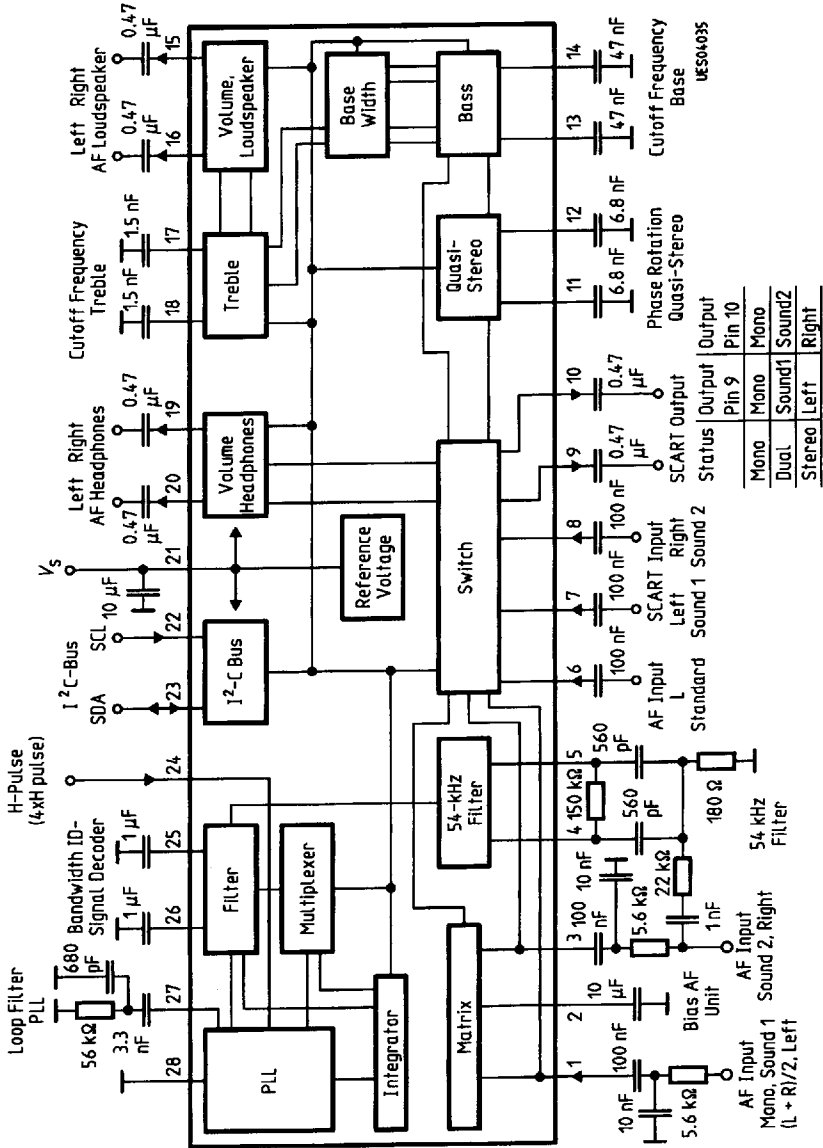 Loop Filter
PLL
56 kΩ
680
pF
3.3
nF
Bandwidth ID-
Signal Decoder
1 µF
1 µF
H-Pulse
(4xH pulse)
I²C-Bus
SDA
SCL
10 µF
Vs
Left Right
AF Headphones
0.47
µF
0.47
µF
Cutoff Frequency
Treble
1.5 nF
1.5 nF
Left Right
AF Loudspeaker
0.47
µF
0.47
µF
28
27
26
25
24
23
22
21
20
19
18
17
16
15
PLL
Filter
Multiplexer
Integrator
I²-C Bus
Reference
Voltage
Volume
Headphones
Treble
Volume,
Loudspeaker
Base
Width
Matrix
54-kHz
Filter
Switch
Quasi-
Stereo
Bass
1
2
3
4
5
6
7
8
9
10
11
12
13
14
100 nF
10 nF
5.6 kΩ
AF Input
Mono, Sound 1
(L + R)/2, Left
10
µF
Bias AF
Unit
100
nF
10 nF
5.6 kΩ
1 nF
22 kΩ
AF Input
Sound 2, Right
150 kΩ
560
pF
560
pF
180 Ω
54 kHz
Filter
100 nF
AF Input
L
Standard
100 nF
100 nF
SCART Input
Left Right
Sound 1 Sound 2
0.47
µF
0.47
µF
SCART Output
Status Output Output
Pin 9 Pin 10
Mono Mono Mono
Dual Sound1 Sound2
Stereo Left Right
6.8 nF
6.8 nF
Phase Rotation
Quasi-Stereo
47 nF
47 nF
Cutoff Frequency
Base
UES04035